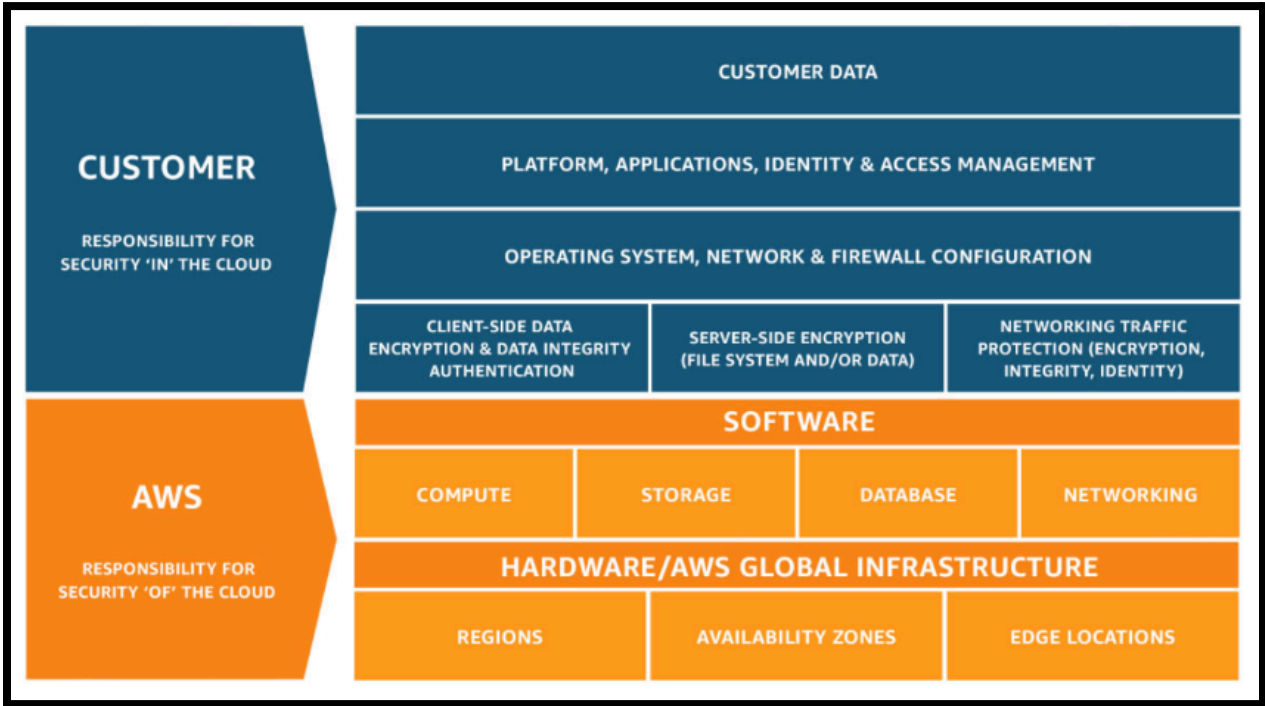 CUSTOMER
RESPONSIBILITY FOR
SECURITY ‘IN’ THE CLOUD
CUSTOMER DATA
PLATFORM, APPLICATIONS, IDENTITY & ACCESS MANAGEMENT
OPERATING SYSTEM, NETWORK & FIREWALL CONFIGURATION
CLIENT-SIDE DATA
ENCRYPTION & DATA INTEGRITY
AUTHENTICATION
SERVER-SIDE ENCRYPTION
(FILE SYSTEM AND/OR DATA)
NETWORKING TRAFFIC
PROTECTION (ENCRYPTION,
INTEGRITY, IDENTITY)
AWS
RESPONSIBILITY FOR
SECURITY ‘OF’ THE CLOUD
SOFTWARE
COMPUTE
STORAGE
DATABASE
NETWORKING
HARDWARE/AWS GLOBAL INFRASTRUCTURE
REGIONS
AVAILABILITY ZONES
EDGE LOCATIONS